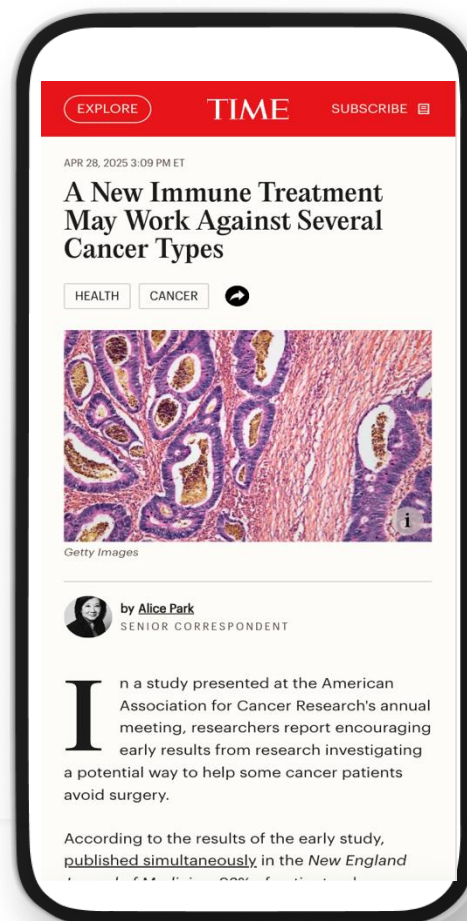 EXPLORE
TIME
SUBSCRIBE
APR 28, 2025 3:09 PM ET
A New Immune Treatment
May Work Against Several
Cancer Types
HEALTH
CANCER
i
Getty Images
by Alice Park
SENIOR CORRESPONDENT
In a study presented at the American
Association for Cancer Research's annual
meeting, researchers report encouraging
early results from research investigating
a potential way to help some cancer patients
avoid surgery.
According to the results of the early study,
published simultaneously in the New England